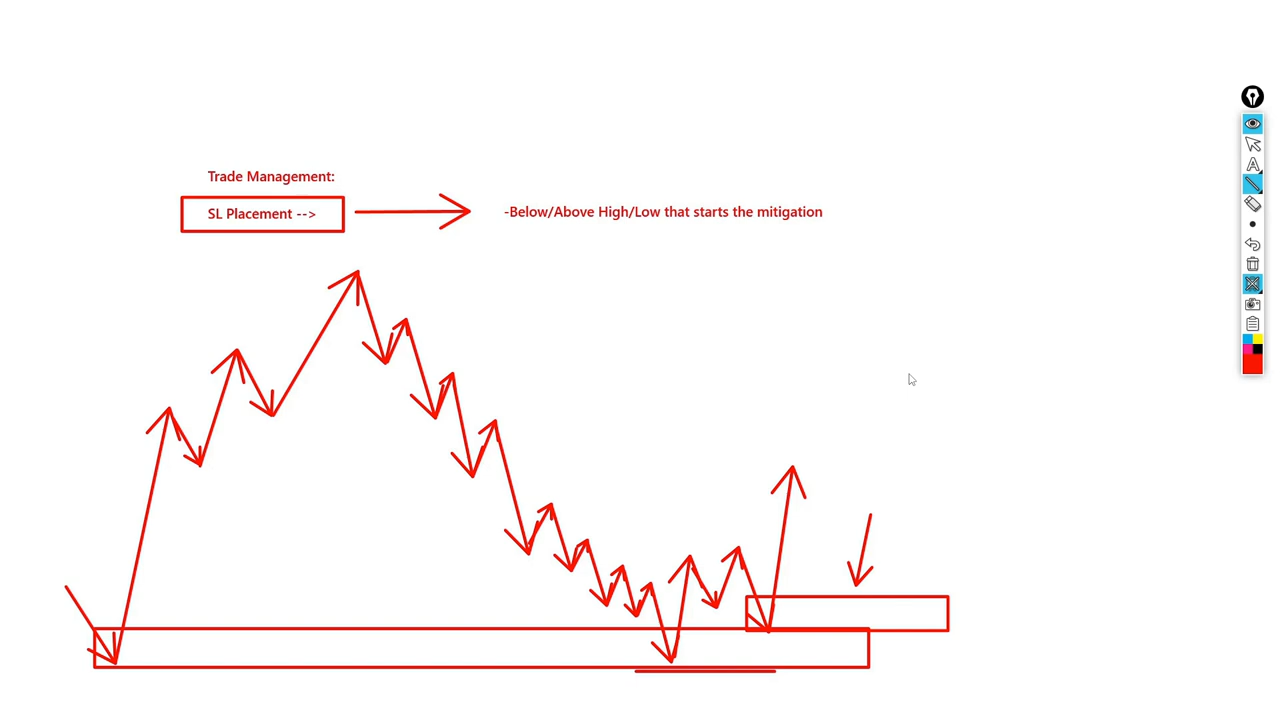 Trade Management:
SL Placement -->
-Below/Above High/Low that starts the mitigation